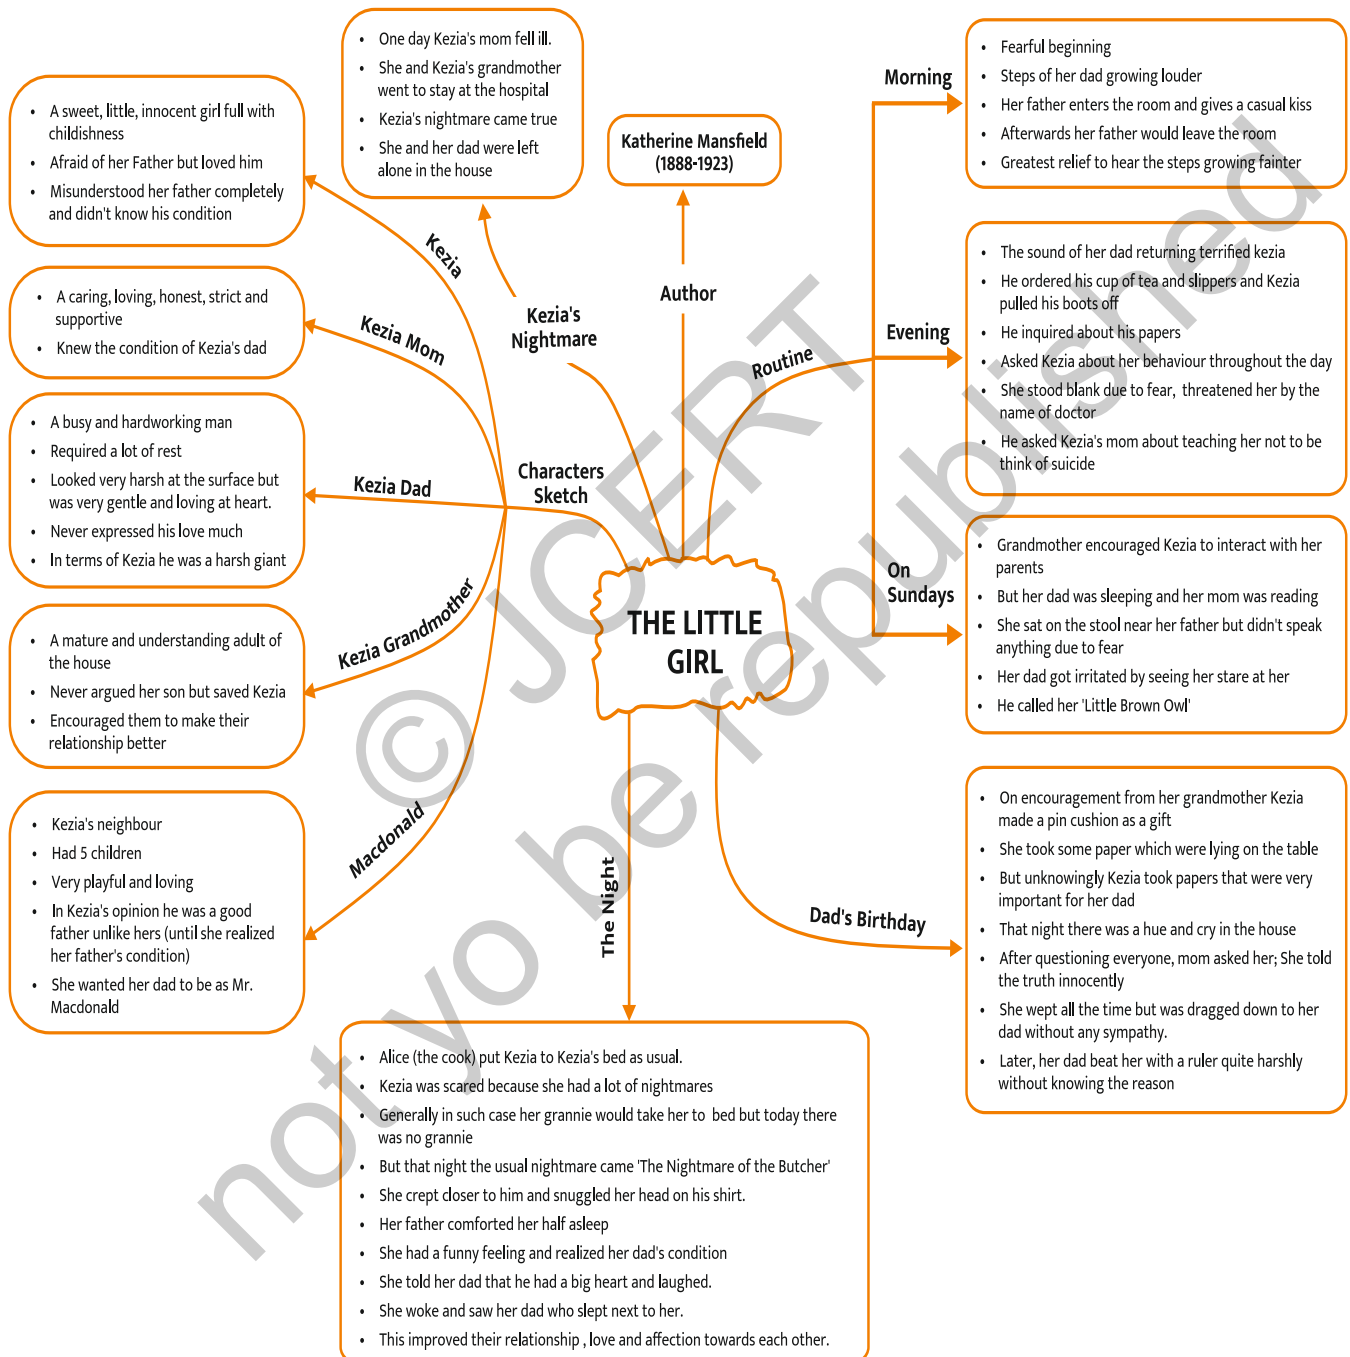 • One day Kezia's mom fell ill.
• She and Kezia's grandmother
went to stay at the hospital
• Kezia's nightmare came true
• She and her dad were left
alone in the house
Katherine Mansfield
(1888-1923)
Morning
• Fearful beginning
• Steps of her dad growing louder
• Her father enters the room and gives a casual kiss
• Afterwards her father would leave the room
• Greatest relief to hear the steps growing fainter
• A sweet, little, innocent girl full with
childishness
• Afraid of her Father but loved him
• Misunderstood her father completely
and didn't know his condition
Kezia
• A caring, loving, honest, strict and
supportive
• Knew the condition of Kezia's dad
Kezia Mom
Kezia's
Nightmare
Author
Routine
Evening
• The sound of her dad returning terrified kezia
• He ordered his cup of tea and slippers and Kezia
pulled his boots off
• He inquired about his papers
• Asked Kezia about her behaviour throughout the day
• She stood blank due to fear, threatened her by the
name of doctor
• He asked Kezia's mom about teaching her not to be
think of suicide
• A busy and hardworking man
• Required a lot of rest
• Looked very harsh at the surface but
was very gentle and loving at heart.
• Never expressed his love much
• In terms of Kezia he was a harsh giant
Kezia Dad
Characters
Sketch
On
Sundays
• Grandmother encouraged Kezia to interact with her
parents
• But her dad was sleeping and her mom was reading
• She sat on the stool near her father but didn't speak
anything due to fear
• Her dad got irritated by seeing her stare at her
• He called her 'Little Brown Owl'
• A mature and understanding adult of
the house
• Never argued her son but saved Kezia
• Encouraged them to make their
relationship better
Kezia Grandmother
THE LITTLE
GIRL
• Kezia's neighbour
• Had 5 children
• Very playful and loving
• In Kezia's opinion he was a good
father unlike hers (until she realized
her father's condition)
• She wanted her dad to be as Mr.
Macdonald
Macdonald
The Night
Dad's Birthday
• On encouragement from her grandmother Kezia
made a pin cushion as a gift
• She took some paper which were lying on the table
• But unknowingly Kezia took papers that were very
important for her dad
• That night there was a hue and cry in the house
• After questioning everyone, mom asked her; She told
the truth innocently
• She wept all the time but was dragged down to her
dad without any sympathy.
• Later, her dad beat her with a ruler quite harshly
without knowing the reason
• Alice (the cook) put Kezia to Kezia's bed as usual.
• Kezia was scared because she had a lot of nightmares
• Generally in such case her grannie would take her to bed but today there
was no grannie
• But that night the usual nightmare came 'The Nightmare of the Butcher'
• She crept closer to him and snuggled her head on his shirt.
• Her father comforted her half asleep
• She had a funny feeling and realized her dad's condition
• She told her dad that he had a big heart and laughed.
• She woke and saw her dad who slept next to her.
• This improved their relationship , love and affection towards each other.
© JCERT
not yo be republished